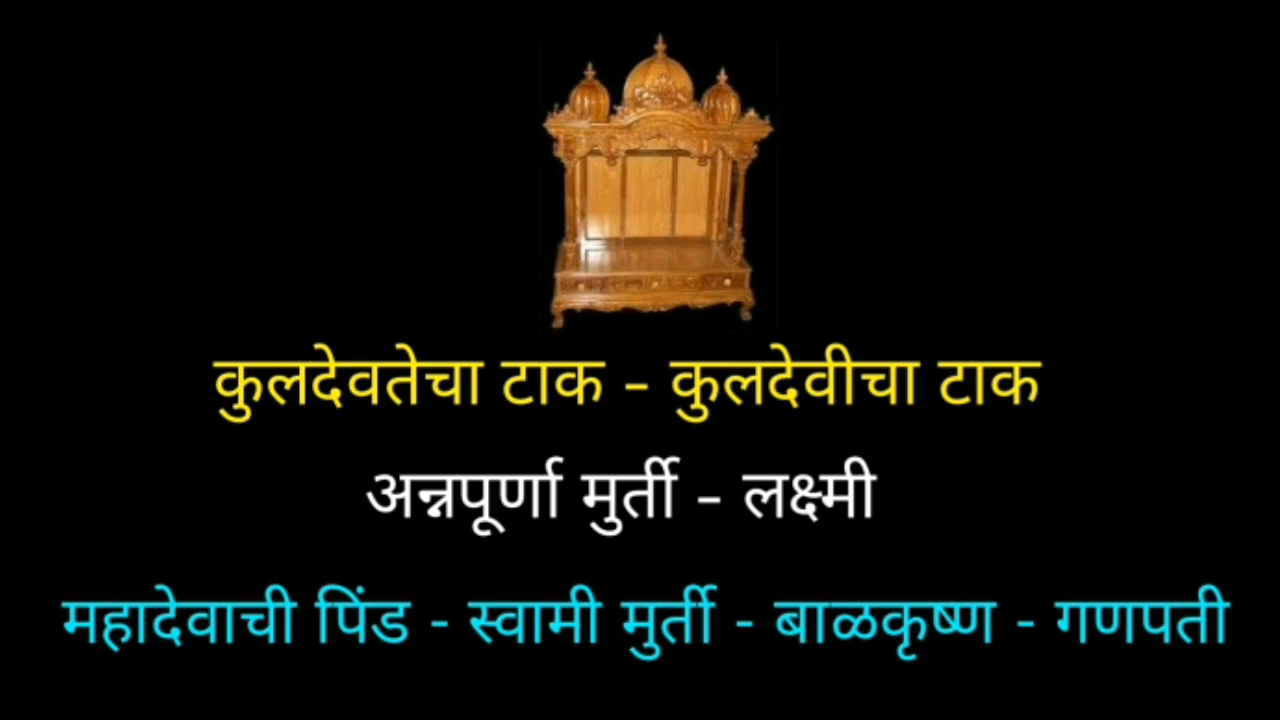 कुलदेवतेचा टाक – कुलदेवीचा टाक
अन्नपूर्णा मुर्ती – लक्ष्मी
महादेवाची पिंड - स्वामी मुर्ती - बाळकृष्ण - गणपती